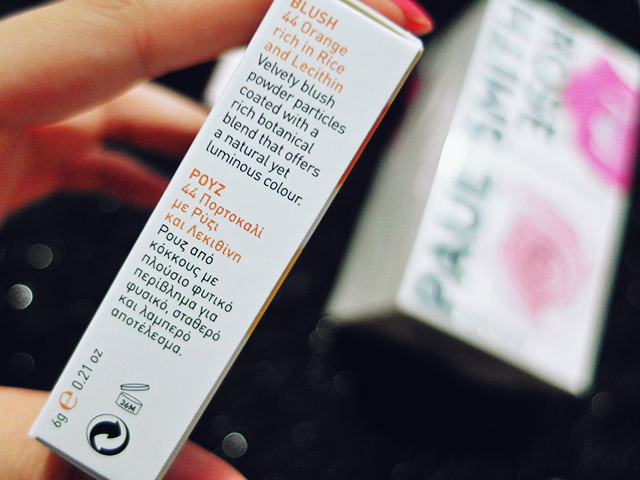 BLUSH
44 Orange
rich in Rice
and Lecithin
Velvety blush
powder particles
coated with a
rich botanical
blend that offers
a natural yet
luminous colour.
ΡΟΥΖ
44 Πορτοκαλί
με Ρύζι
και Λεκιθίνη
Ρουζ από
κόκκους με
πλούσιο φυτικό
περίβλημα για
φυσικό, σταθερό
και λαμπερό
αποτέλεσμα.
6g e 0.21 oz
36M
PAUL SMITH
ROSE